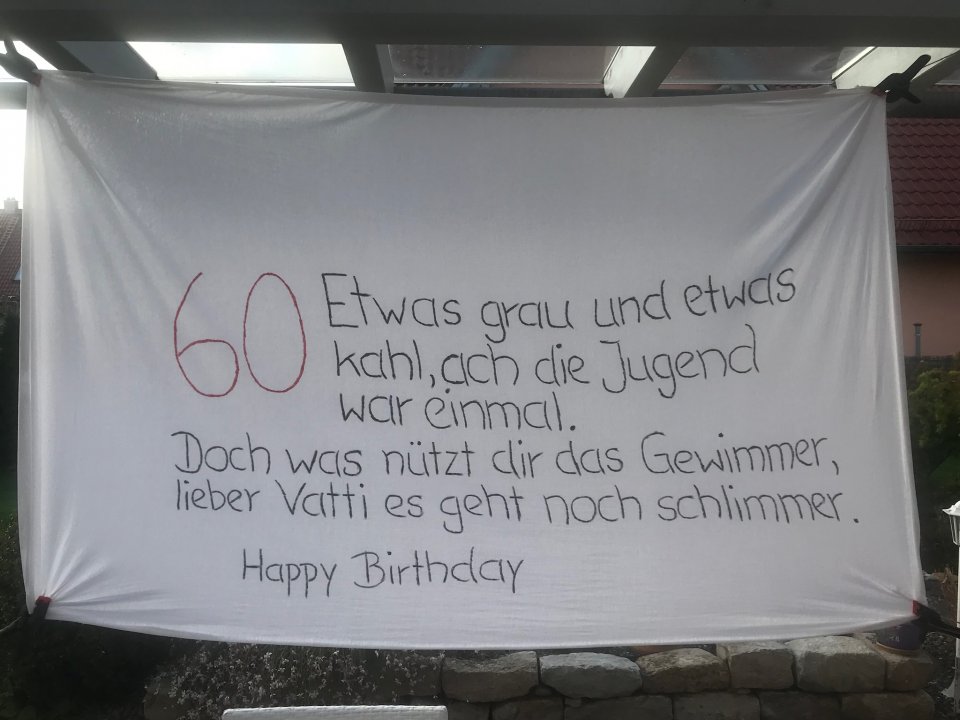 60 Etwas grau und etwas
kahl, ach die Jugend
war einmal.
Doch was nützt dir das Gewimmer,
lieber Vatti es geht noch schlimmer.
Happy Birthday